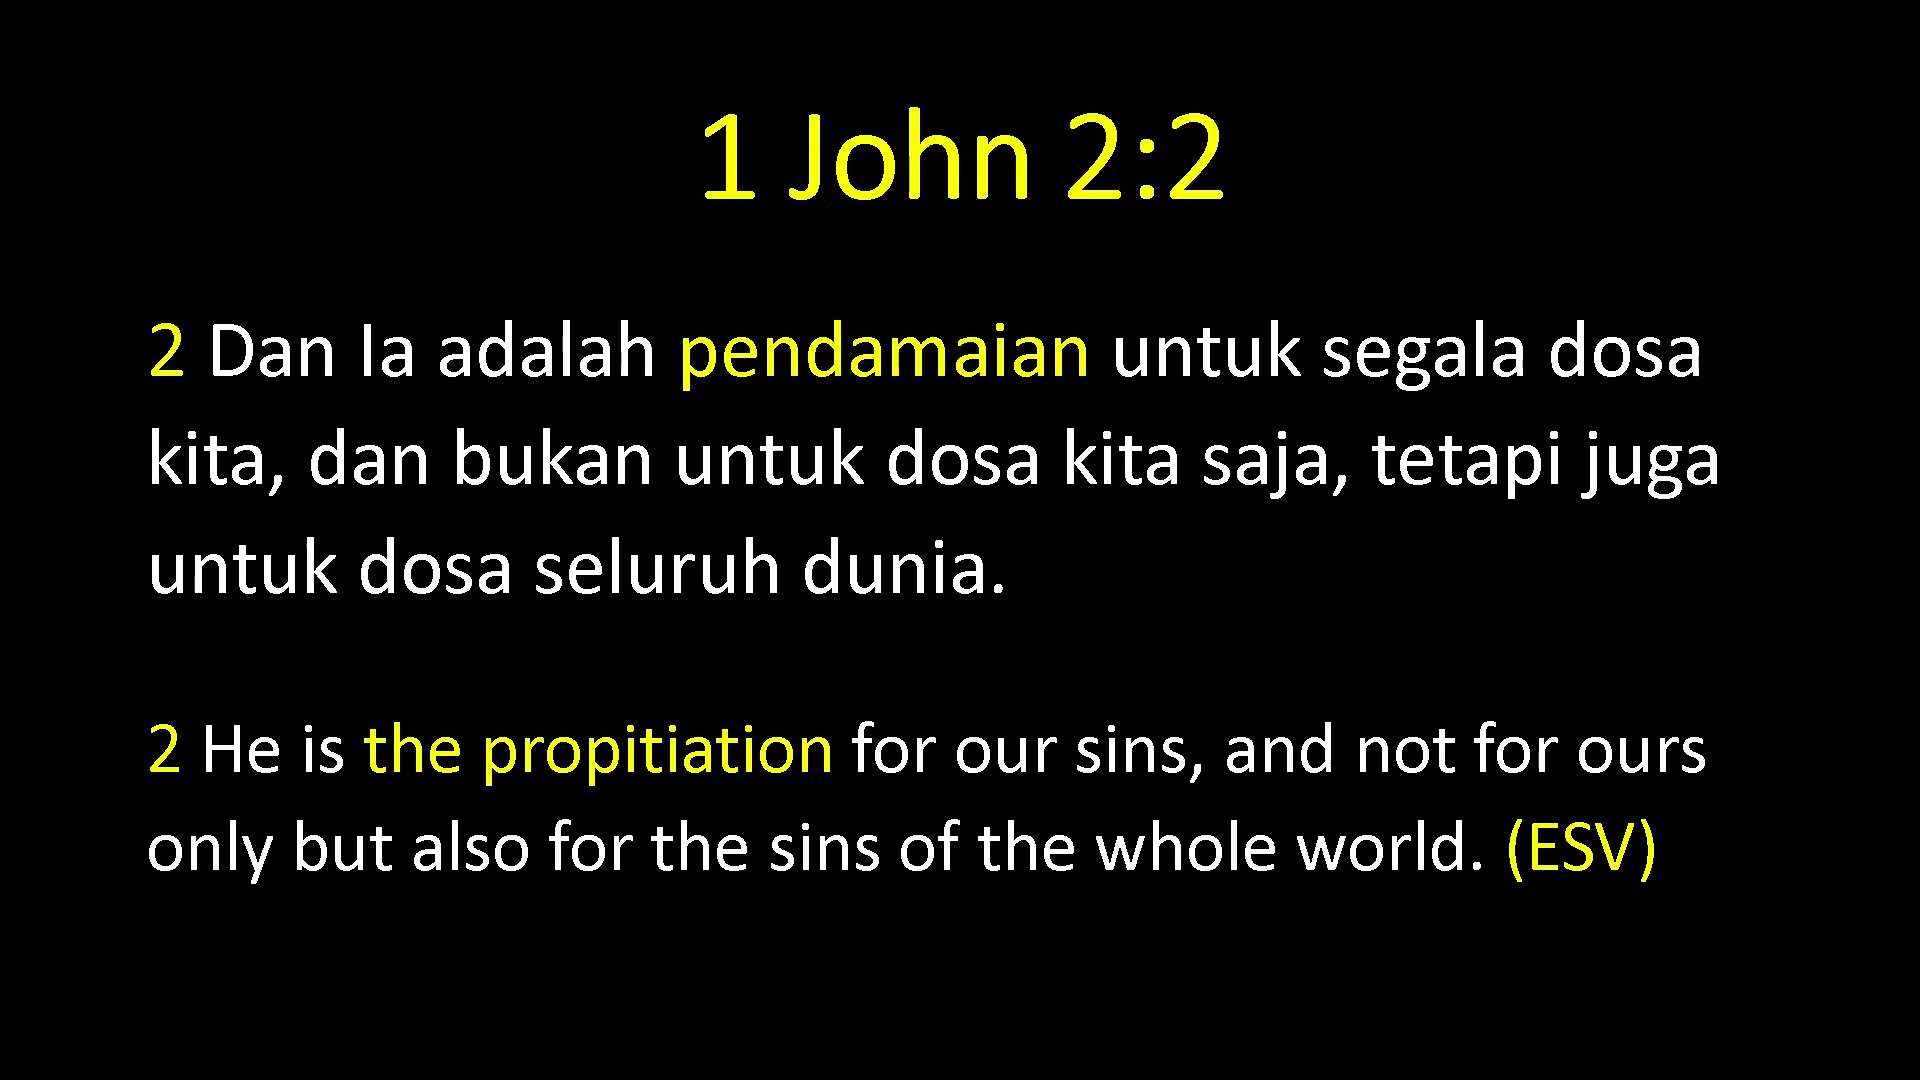 1 John 2:2
2 Dan Ia adalah pendamaian untuk segala dosa
kita, dan bukan untuk dosa kita saja, tetapi juga
untuk dosa seluruh dunia.
2 He is the propitiation for our sins, and not for ours
only but also for the sins of the whole world. (ESV)